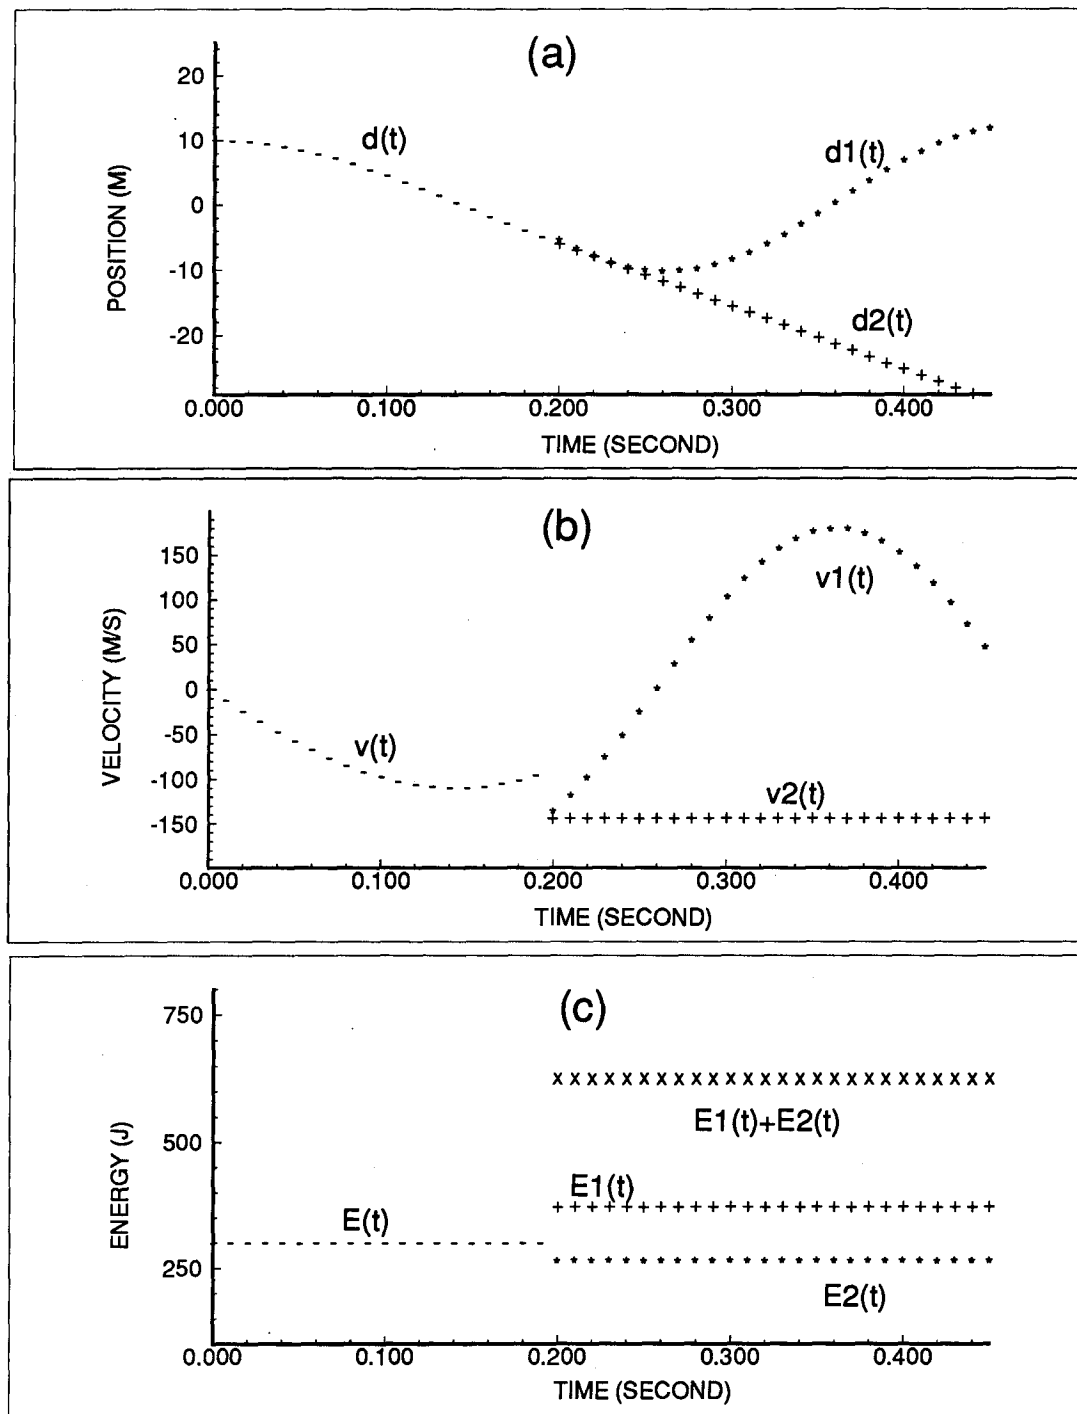 (a)
20
10
0
-10
-20
POSITION (M)
d(t)
d1(t)
d2(t)
0.000 0.100 0.200 0.300 0.400
TIME (SECOND)
(b)
150
100
50
0
-50
-100
-150
VELOCITY (M/S)
v(t)
v1(t)
v2(t)
0.000 0.100 0.200 0.300 0.400
TIME (SECOND)
(c)
750
500
250
ENERGY (J)
E1(t)+E2(t)
E1(t)
E(t)
E2(t)
0.000 0.100 0.200 0.300 0.400
TIME (SECOND)